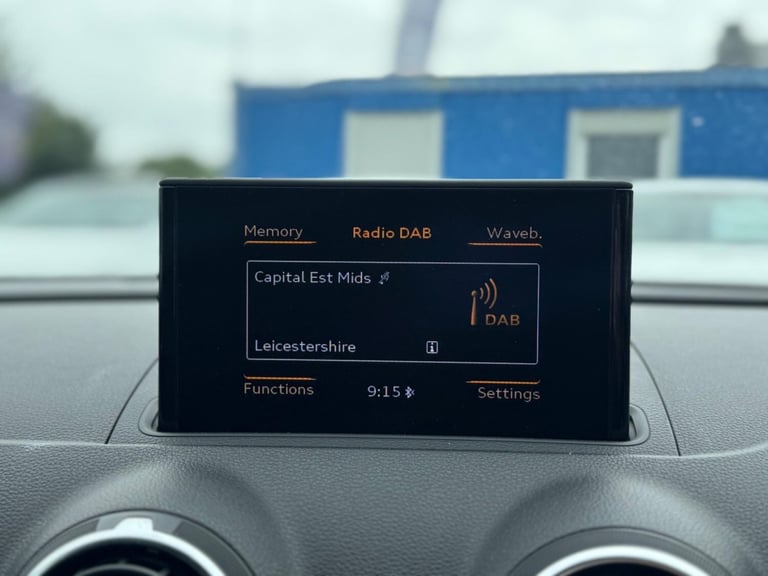 Memory Radio DAB Waveb.
Capital Est Mids
DAB
Leicestershire i
Functions 9:15 Settings